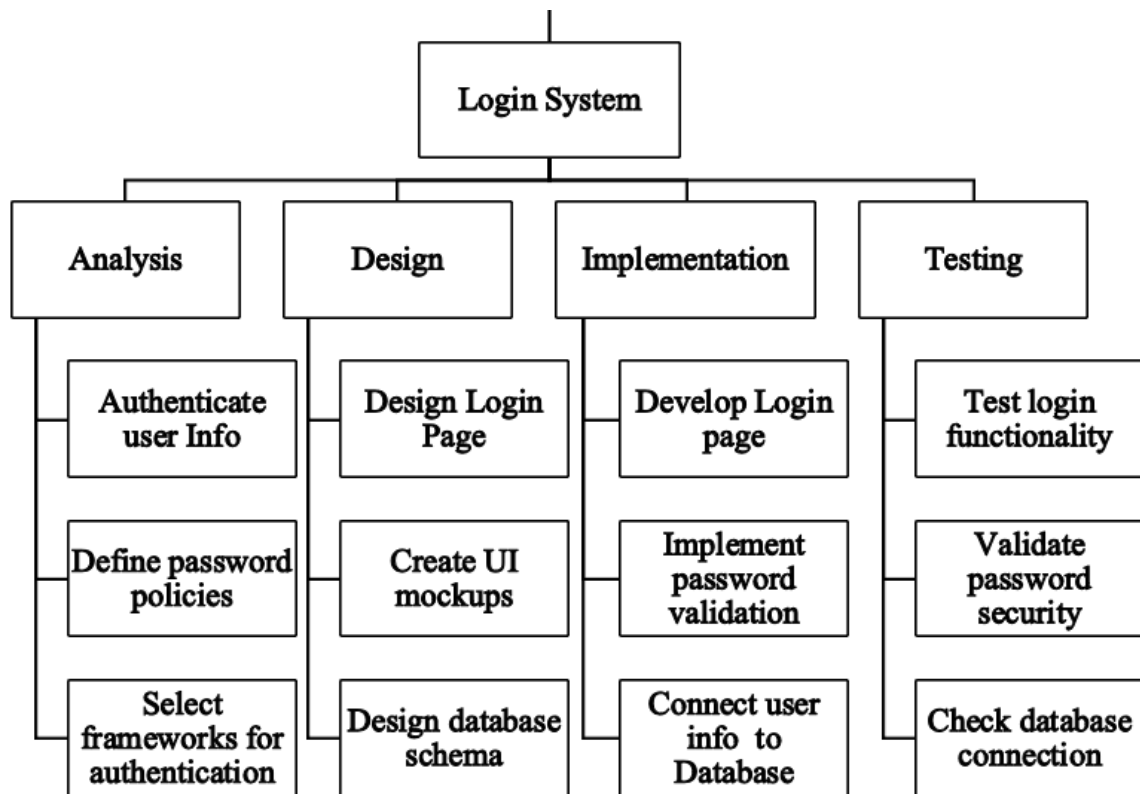 Login System
Analysis
Design
Implementation
Testing
Authenticate
user Info
Design Login
Page
Develop Login
page
Test login
functionality
Define password
policies
Create UI
mockups
Implement
password
validation
Validate
password
security
Select
frameworks for
authentication
Design database
schema
Connect user
info to
Database
Check database
connection